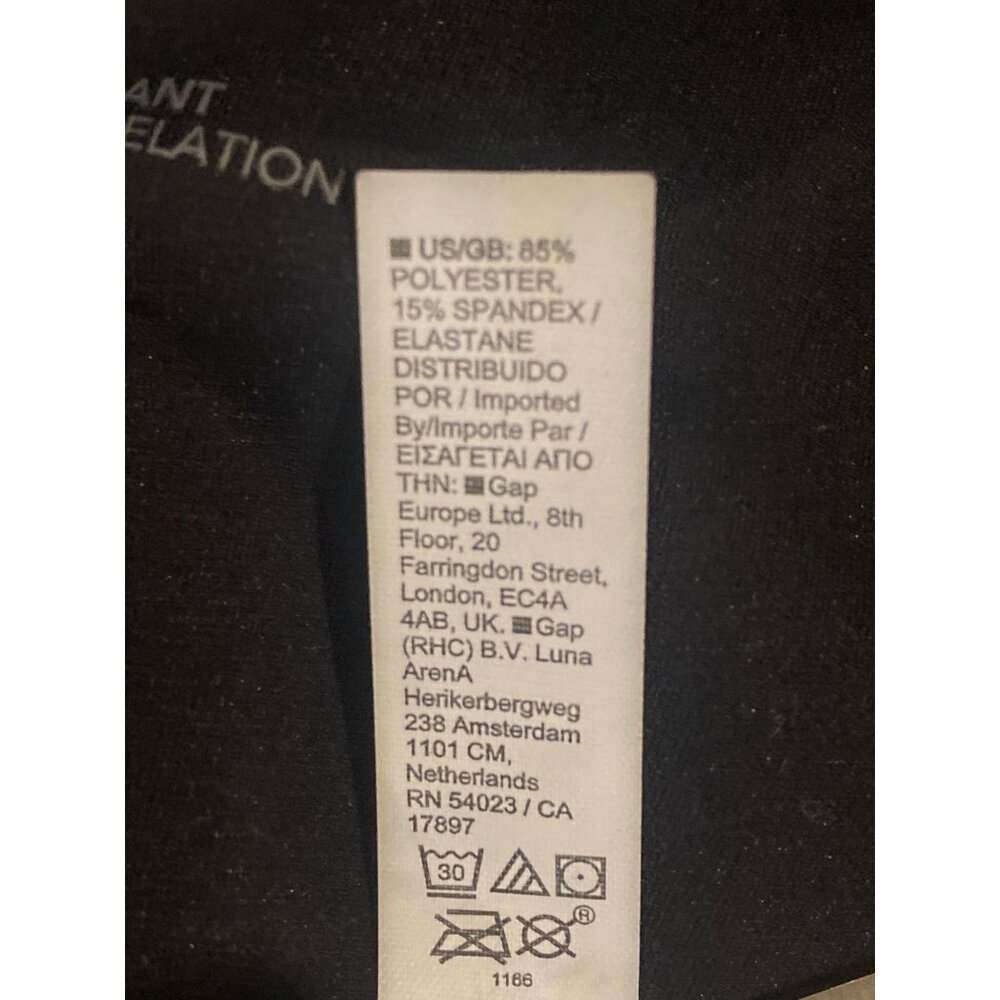 ANT
ELATION
US/GB: 85%
POLYESTER,
15% SPANDEX /
ELASTANE
DISTRIBUIDO
POR / Imported
By/Importe Par /
ΕΙΣΑΓΕΤΑΙ ΑΠΟ
ΤΗΝ: Gap
Europe Ltd., 8th
Floor, 20
Farringdon Street,
London, EC4A
4AB, UK. Gap
(RHC) B.V. Luna
ArenA
Herikerbergweg
238 Amsterdam
1101 CM,
Netherlands
RN 54023 / CA
17897
30
R
1166